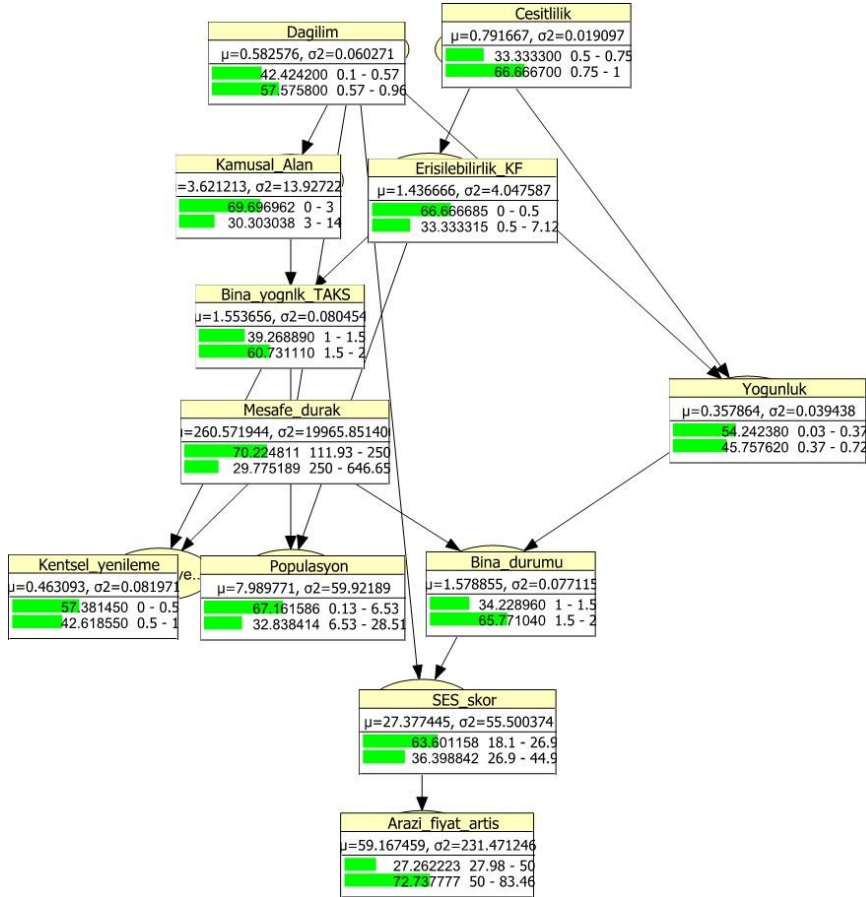 Dagilim
μ=0.582576, σ2=0.060271
42.424200 0.1 - 0.57
57.575800 0.57 - 0.96
Cesitlilik
μ=0.791667, σ2=0.019097
33.333300 0.5 - 0.75
66.666700 0.75 - 1
Kamusal_Alan
=3.621213, σ2=13.92722
69.696962 0 - 3
30.303038 3 - 14
Erisilebilirlik_KF
μ=1.436666, σ2=4.047587
66.666685 0 - 0.5
33.333315 0.5 - 7.12
Bina_yognlk_TAKS
μ=1.553656, σ2=0.080454
39.268890 1 - 1.5
60.731110 1.5 - 2
Mesafe_durak
μ=260.571944, σ2=19965.851406
70.224811 111.93 - 250
29.775189 250 - 646.65
Yogunluk
μ=0.357864, σ2=0.039438
54.242380 0.03 - 0.37
45.757620 0.37 - 0.72
Kentsel_yenileme
μ=0.463093, σ2=0.081971
57.381450 0 - 0.5
42.618550 0.5 - 1
ye...
Populasyon
μ=7.989771, σ2=59.92189
67.161586 0.13 - 6.53
32.838414 6.53 - 28.51
Bina_durumu
μ=1.578855, σ2=0.077115
34.228960 1 - 1.5
65.771040 1.5 - 2
SES_skor
μ=27.377445, σ2=55.500374
63.601158 18.1 - 26.9
36.398842 26.9 - 44.9
Arazi_fiyat_artis
μ=59.167459, σ2=231.471246
27.262223 27.98 - 50
72.737777 50 - 83.46